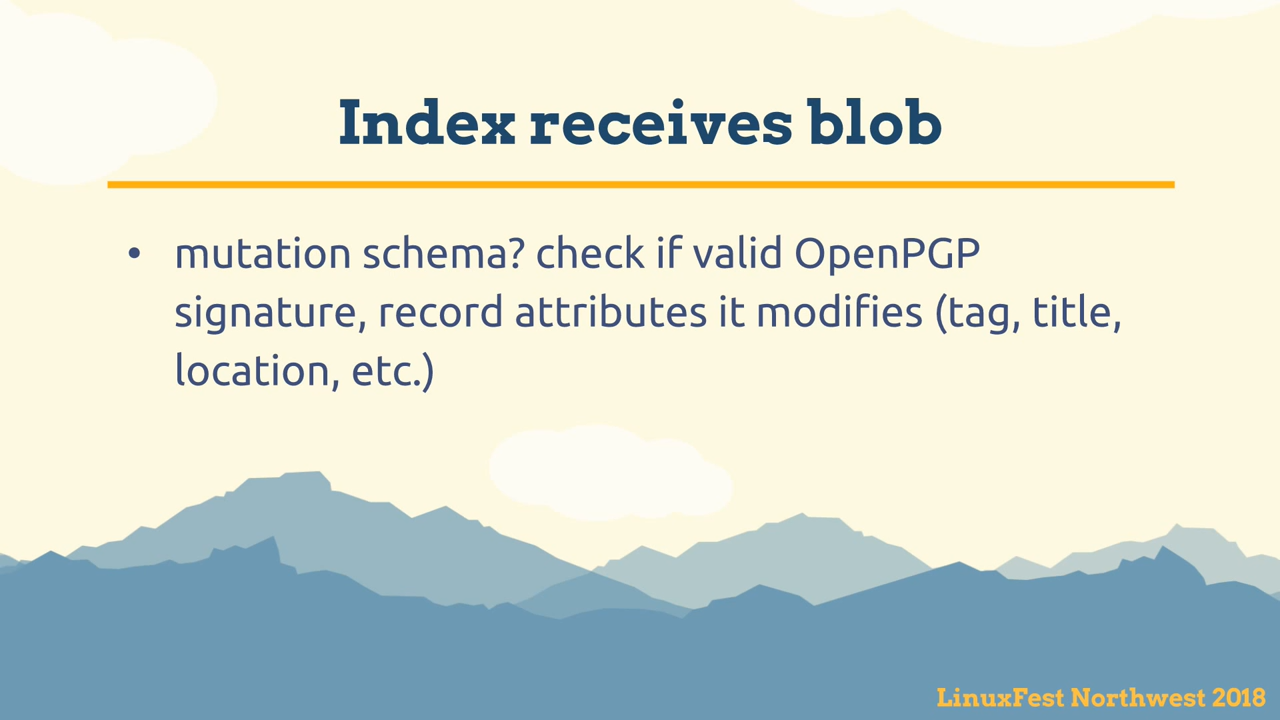 Index receives blob
• mutation schema? check if valid OpenPGP
signature, record attributes it modifies (tag, title,
location, etc.)
LinuxFest Northwest 2018